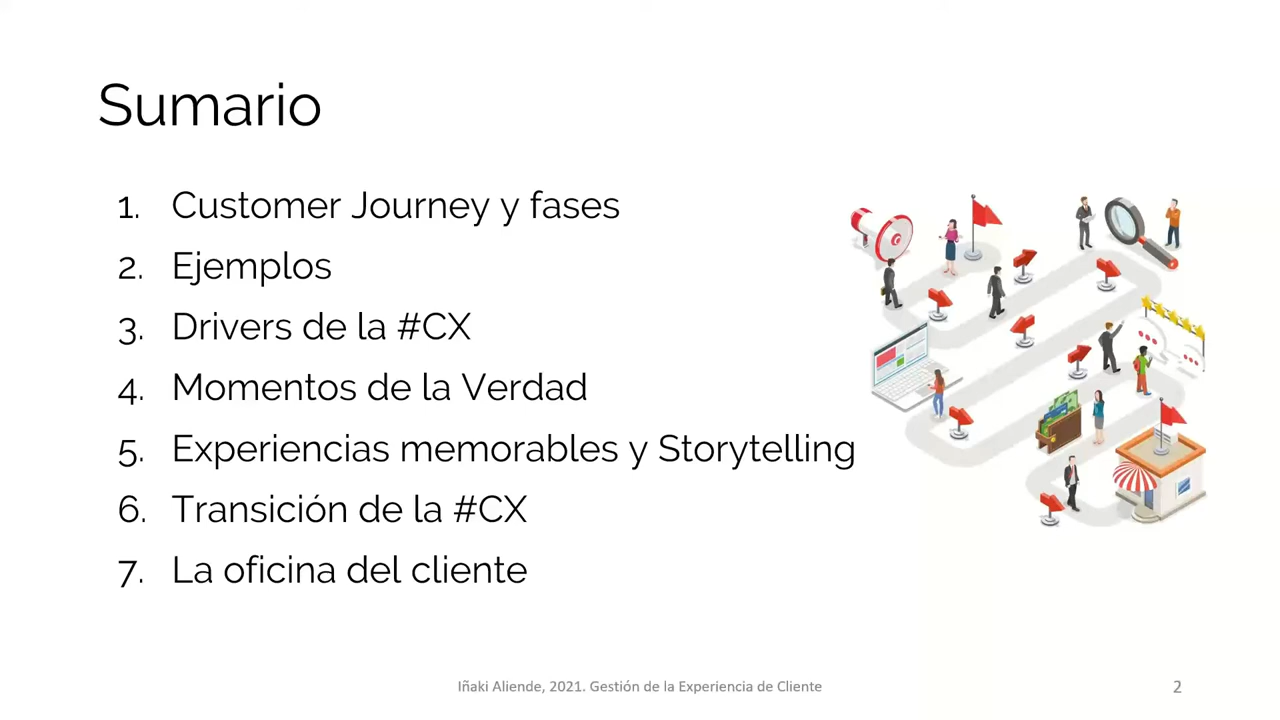 Sumario
1. Customer Journey y fases
2. Ejemplos
3. Drivers de la #CX
4. Momentos de la Verdad
5. Experiencias memorables y Storytelling
6. Transición de la #CX
7. La oficina del cliente
Iñaki Aliende, 2021. Gestión de la Experiencia de Cliente
2